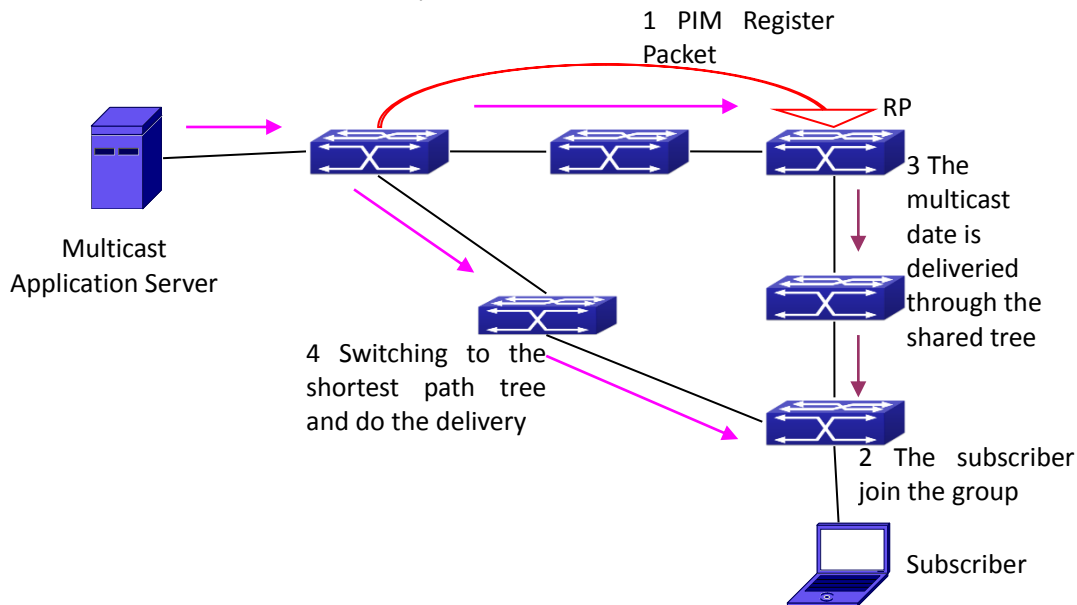 1 PIM Register
Packet
RP
3 The
multicast
date is
deliveried
through the
shared tree
Multicast
Application Server
4 Switching to the
shortest path tree
and do the delivery
2 The subscriber
join the group
Subscriber